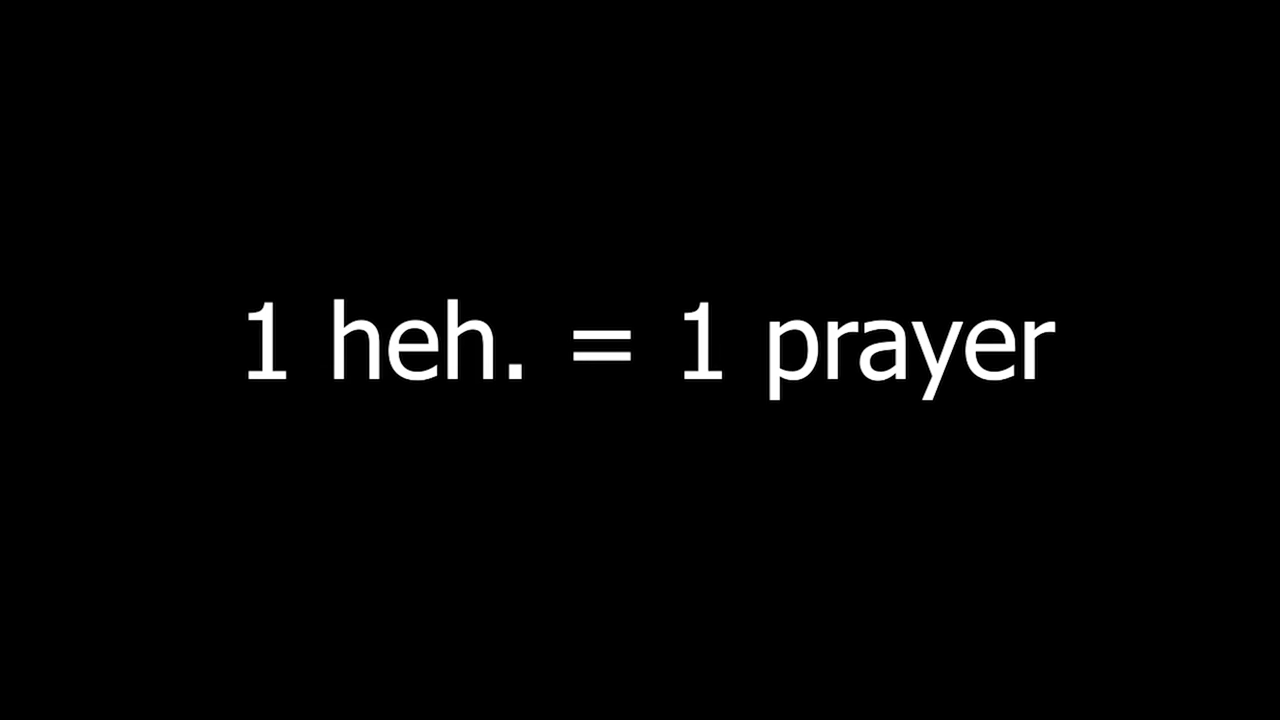 1 heh. = 1 prayer